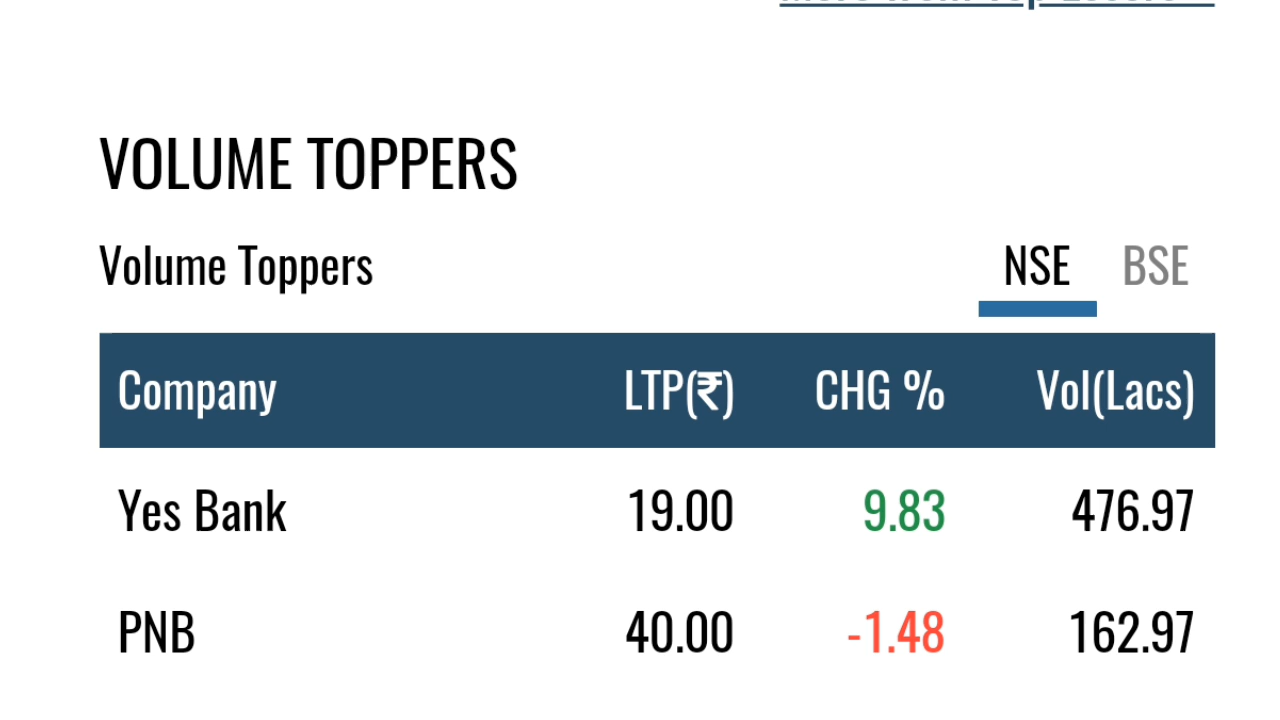 VOLUME TOPPERS
Volume Toppers NSE BSE
Company LTP(₹) CHG % Vol(Lacs)
Yes Bank 19.00 9.83 476.97
PNB 40.00 -1.48 162.97